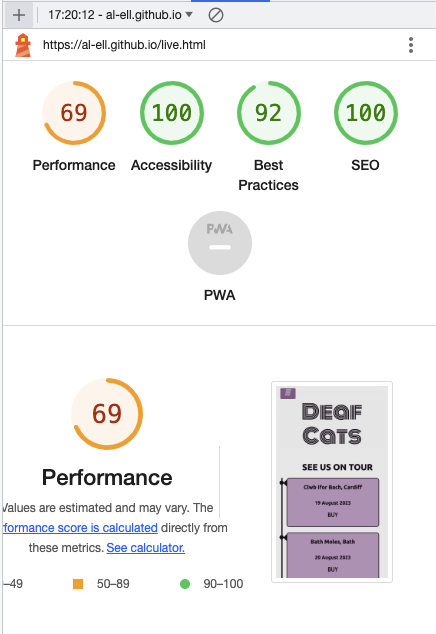 17:20:12 - al-ell.github.io
https://al-ell.github.io/live.html
69
100
92
100
Performance
Accessibility
Best
Practices
SEO
PWA
PWA
69
Performance
Values are estimated and may vary. The
formance score is calculated directly from
these metrics. See calculator.
–49
50–89
90–100
DEAF
CATS
SEE US ON TOUR
Clwb Ifor Bach, Cardiff
19 August 2023
BUY
Bath Moles, Bath
20 August 2023
BUY